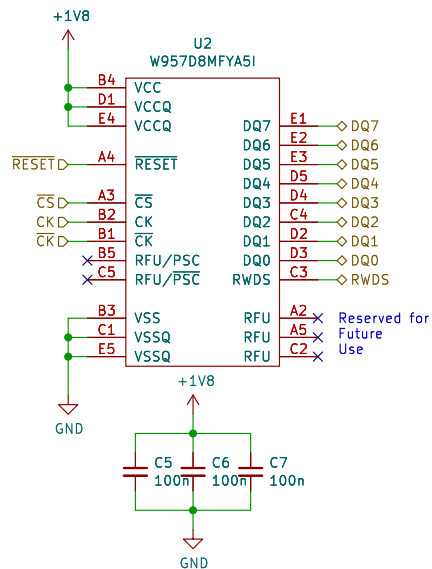 +1V8
U2
W957D8MFYA5I
B4 VCC
D1 VCCQ
E4 VCCQ
E1 DQ7 DQ7
E2 DQ6 DQ6
RESET A4 RESET
E3 DQ5 DQ5
D5 DQ4 DQ4
CS A3 CS
D4 DQ3 DQ3
CK B2 CK
C4 DQ2 DQ2
CK B1 CK
D2 DQ1 DQ1
B5 RFU/PSC
D3 DQ0 DQ0
C5 RFU/PSC
C3 RWDS RWDS
B3 VSS
A2 RFU
C1 VSSQ
A5 RFU
E5 VSSQ
C2 RFU
Reserved for
Future
Use
GND
+1V8
C5
100n
C6
100n
C7
100n
GND